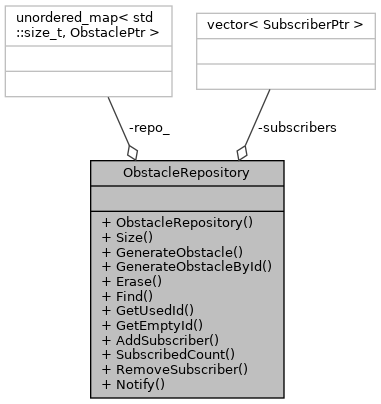 unordered_map< std
::size_t, ObstaclePtr >
vector< SubscriberPtr >
-repo_
-subscribers
ObstacleRepository
+ ObstacleRepository()
+ Size()
+ GenerateObstacle()
+ GenerateObstacleById()
+ Erase()
+ Find()
+ GetUsedId()
+ GetEmptyId()
+ AddSubscriber()
+ SubscribedCount()
+ RemoveSubscriber()
+ Notify()